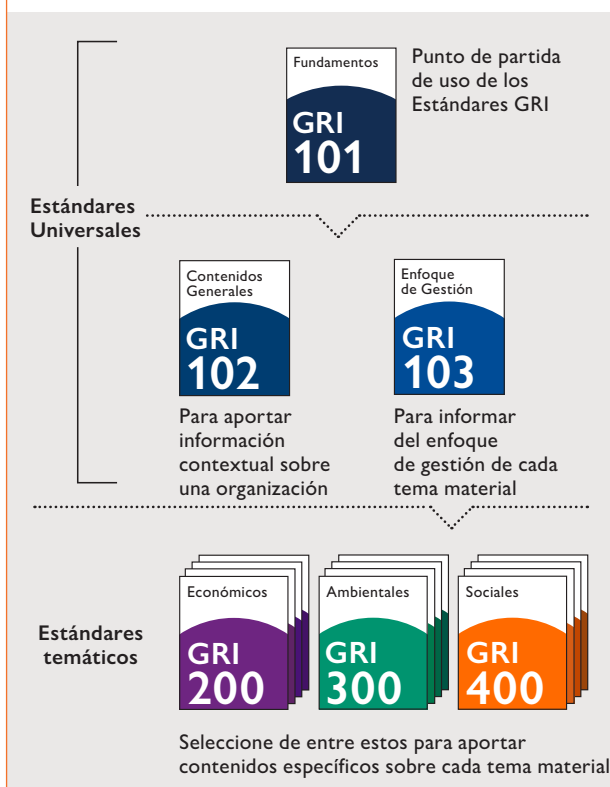 Fundamentos
GRI
101
Punto de partida
de uso de los
Estándares GRI
Estándares
Universales
Contenidos
Generales
GRI
102
Para aportar
información
contextual sobre
una organización
Enfoque
de Gestión
GRI
103
Para informar
del enfoque
de gestión de cada
tema material
Estándares
temáticos
Económicos
GRI
200
Ambientales
GRI
300
Sociales
GRI
400
Seleccione de entre estos para aportar
contenidos específicos sobre cada tema material